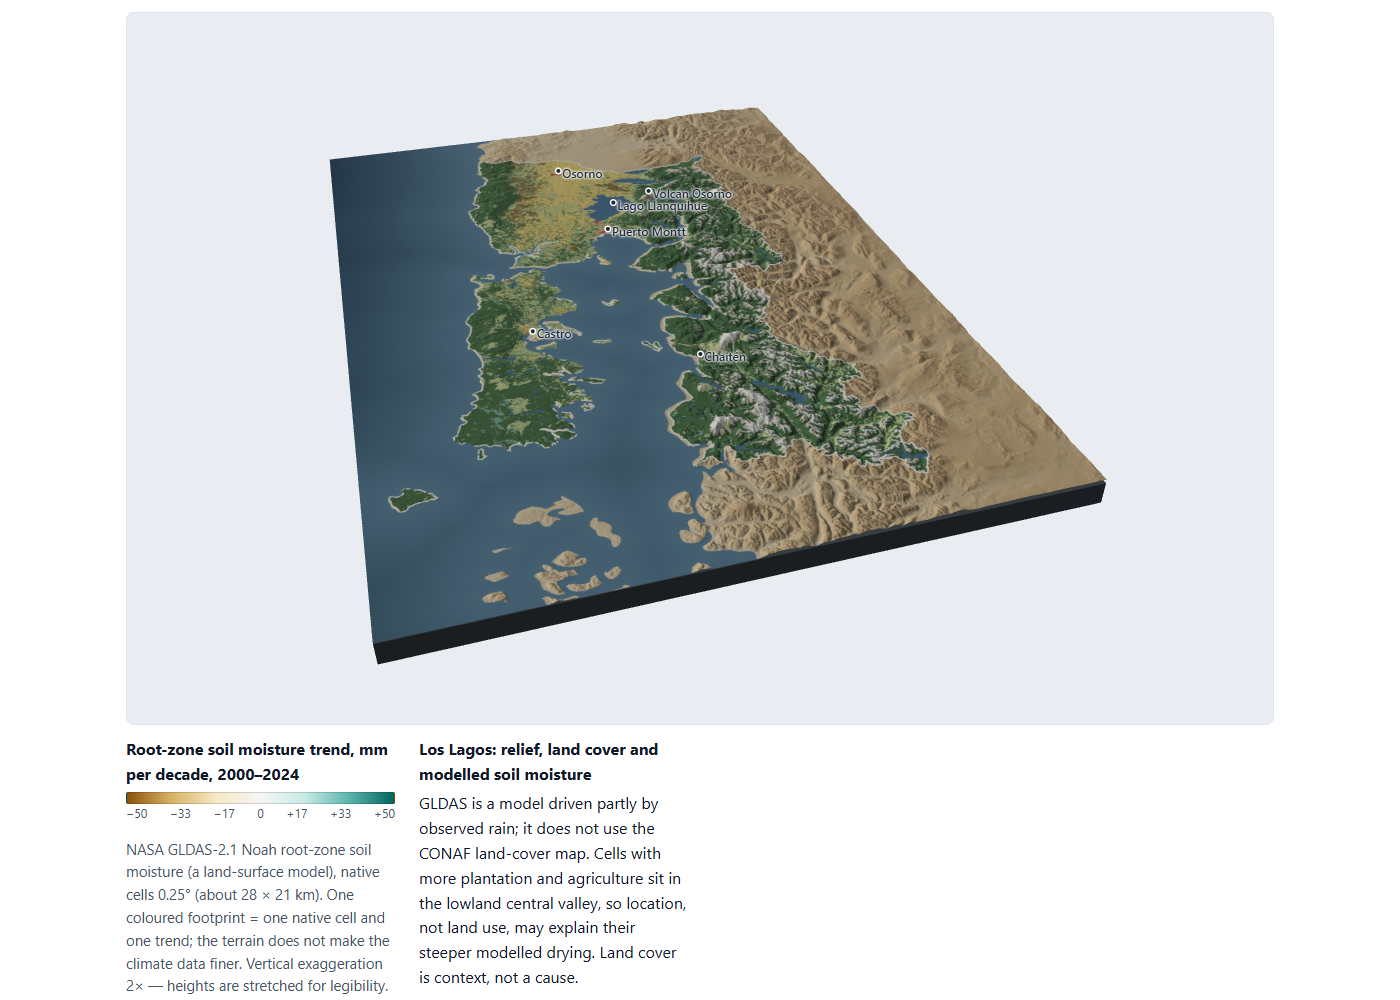 Osorno
Volcan Osorno
Lago Llanquihue
Puerto Montt
Castro
Chaiten
Root-zone soil moisture trend, mm
per decade, 2000–2024
−50 −33 −17 0 +17 +33 +50
NASA GLDAS-2.1 Noah root-zone soil
moisture (a land-surface model), native
cells 0.25° (about 28 × 21 km). One
coloured footprint = one native cell and
one trend; the terrain does not make the
climate data finer. Vertical exaggeration
2× — heights are stretched for legibility.
Los Lagos: relief, land cover and
modelled soil moisture
GLDAS is a model driven partly by
observed rain; it does not use the
CONAF land-cover map. Cells with
more plantation and agriculture sit in
the lowland central valley, so location,
not land use, may explain their
steeper modelled drying. Land cover
is context, not a cause.